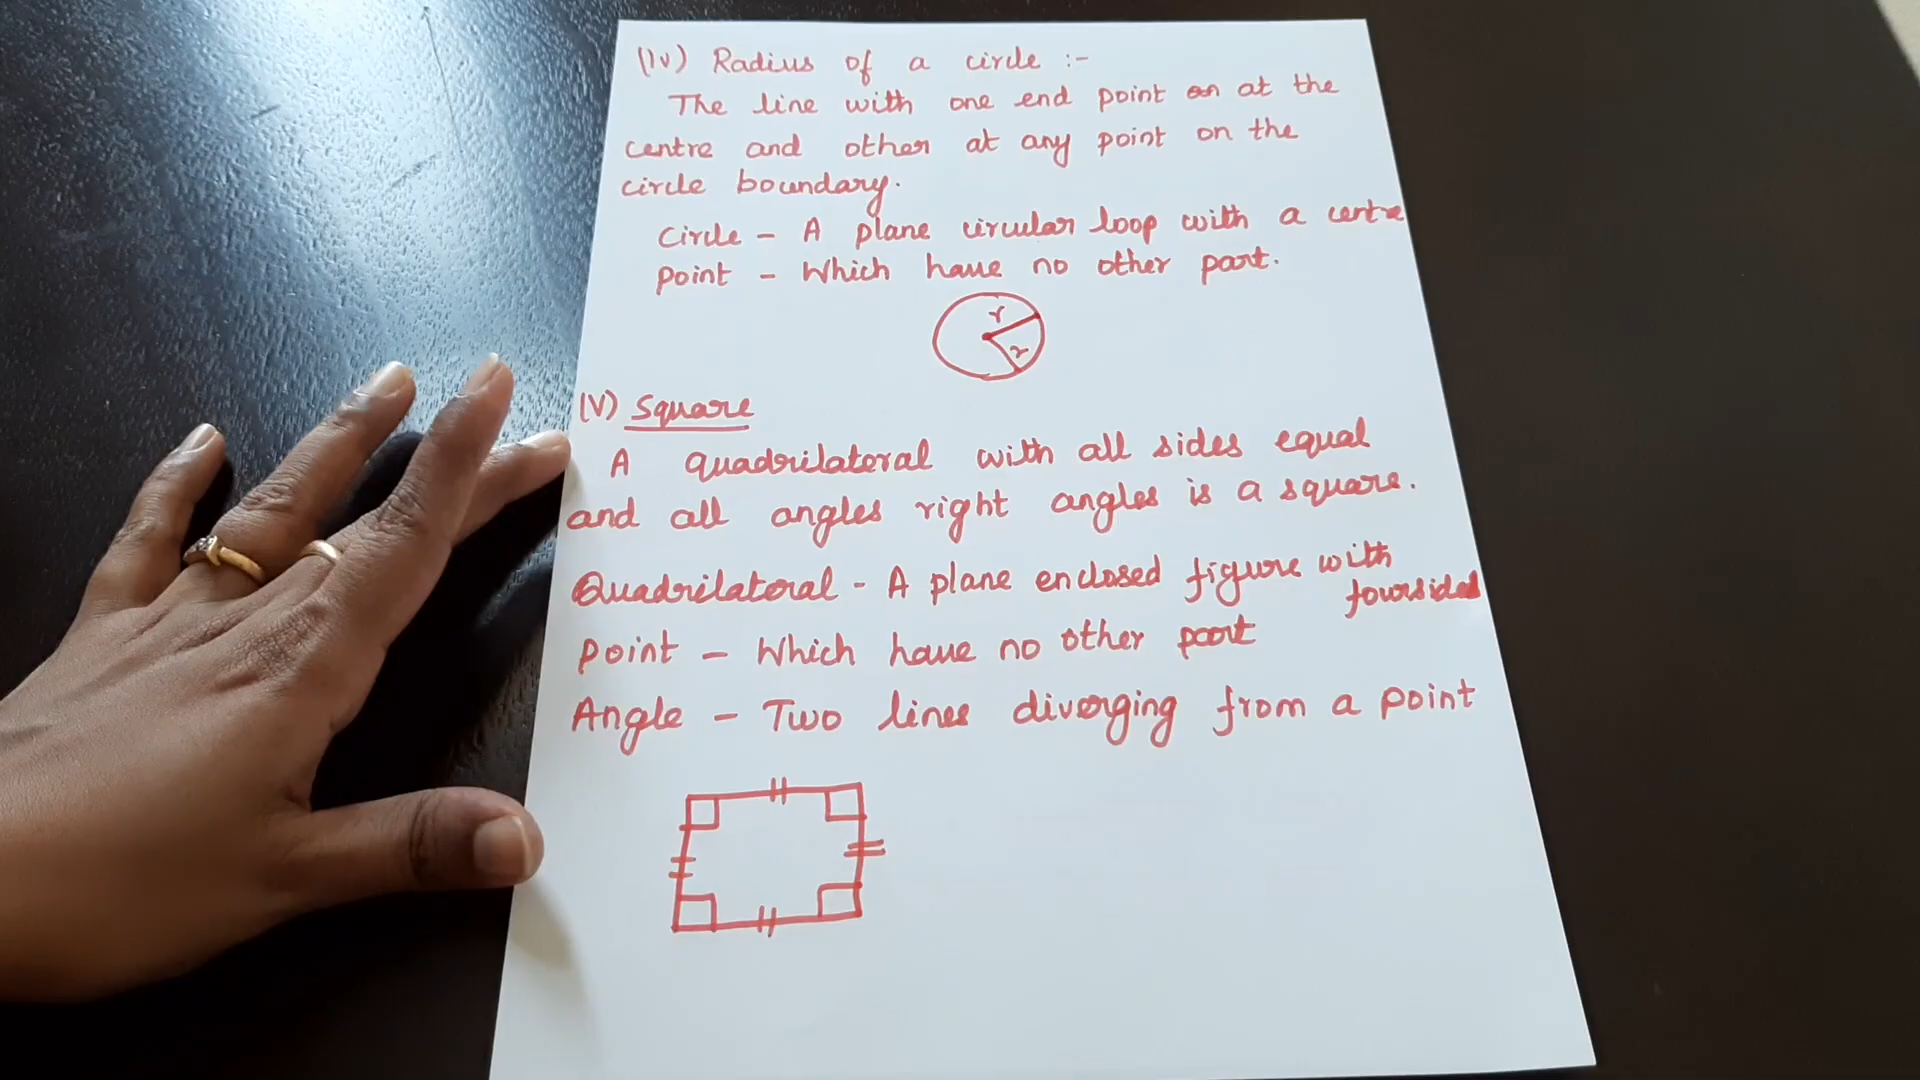 (iv) Radius of a circle :-
The line with one end point at the
centre and other at any point on the
circle boundary.
Circle - A plane circular loop with a centre
Point - Which have no other part.
r
r
(V) Square
A quadrilateral with all sides equal
and all angles right angles is a square.
Quadrilateral - A plane enclosed figure with
foursided
Point - Which have no other part
Angle - Two lines diverging from a point